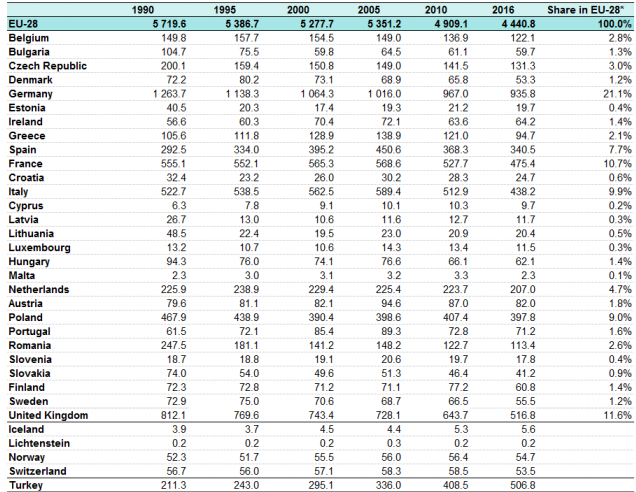 1990 1995 2000 2005 2010 2016 Share in EU-28*
EU-28 5 719.6 5 386.7 5 277.7 5 351.2 4 909.1 4 440.8 100.0%
Belgium 149.8 157.7 154.5 149.0 136.9 122.1 2.8%
Bulgaria 104.7 75.5 59.8 64.5 61.1 59.7 1.3%
Czech Republic 200.1 159.4 150.8 149.0 141.5 131.3 3.0%
Denmark 72.2 80.2 73.1 68.9 65.8 53.3 1.2%
Germany 1 263.7 1 138.3 1 064.3 1 016.0 967.0 935.8 21.1%
Estonia 40.5 20.3 17.4 19.3 21.2 19.7 0.4%
Ireland 56.6 60.3 70.4 72.1 63.6 64.2 1.4%
Greece 105.6 111.8 128.9 138.9 121.0 94.7 2.1%
Spain 292.5 334.0 395.2 450.6 368.3 340.5 7.7%
France 555.1 552.1 565.3 568.6 527.7 475.4 10.7%
Croatia 32.4 23.2 26.0 30.2 28.3 24.7 0.6%
Italy 522.7 538.5 562.5 589.4 512.9 438.2 9.9%
Cyprus 6.3 7.8 9.1 10.1 10.3 9.7 0.2%
Latvia 26.7 13.0 10.6 11.6 12.7 11.7 0.3%
Lithuania 48.5 22.4 19.5 23.0 20.9 20.4 0.5%
Luxembourg 13.2 10.7 10.6 14.3 13.4 11.5 0.3%
Hungary 94.3 76.0 74.1 76.6 66.1 62.1 1.4%
Malta 2.3 3.0 3.1 3.2 3.3 2.3 0.1%
Netherlands 225.9 238.9 229.4 225.4 223.7 207.0 4.7%
Austria 79.6 81.1 82.1 94.6 87.0 82.0 1.8%
Poland 467.9 438.9 390.4 398.6 407.4 397.8 9.0%
Portugal 61.5 72.1 85.4 89.3 72.8 71.2 1.6%
Romania 247.5 181.1 141.2 148.2 122.7 113.4 2.6%
Slovenia 18.7 18.8 19.1 20.6 19.7 17.8 0.4%
Slovakia 74.0 54.0 49.6 51.3 46.4 41.2 0.9%
Finland 72.3 72.8 71.2 71.1 77.2 60.8 1.4%
Sweden 72.9 75.0 70.6 68.7 66.5 55.5 1.2%
United Kingdom 812.1 769.6 743.4 728.1 643.7 516.8 11.6%
Iceland 3.9 3.7 4.5 4.4 5.3 5.6
Lichtenstein 0.2 0.2 0.2 0.3 0.2 0.2
Norway 52.3 51.7 55.5 56.0 56.4 54.7
Switzerland 56.7 56.0 57.1 58.3 58.5 53.5
Turkey 211.3 243.0 295.1 336.0 408.5 506.8